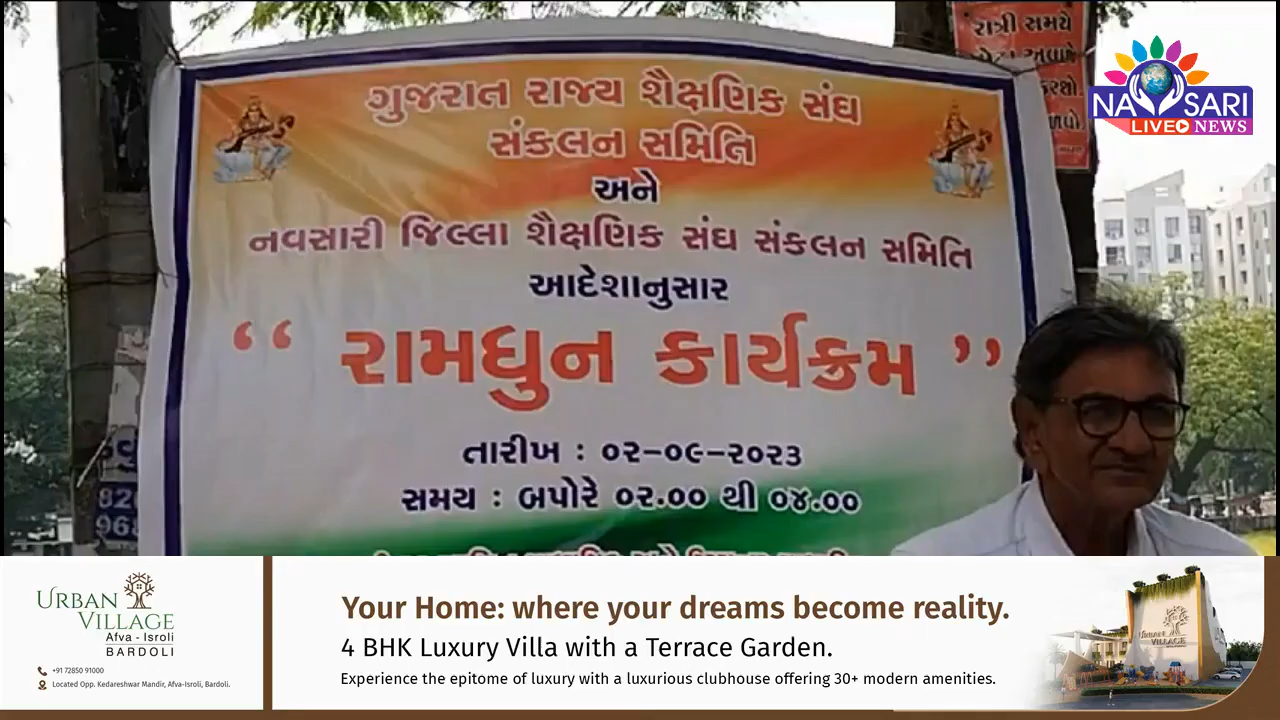 ગુજરાત રાજ્ય શૈક્ષણિક સંઘ
સંકલન સમિતિ
અને
નવસારી જિલ્લા શૈક્ષણિક સંઘ સંકલન સમિતિ
આદેશાનુસાર
“ રામધુન કાર્યક્રમ ”
તારીખ : ૦૨-૦૯-૨૦૨૩
સમય : બપોરે ૦૨.૦૦ થી ૦૪.૦૦
રાત્રી સમયે
NAVSARI
LIVE NEWS
URBAN
VILLAGE
Afva - Isroli
BARDOLI
+91 72850 91000
Located Opp. Kedareshwar Mandir, Afva-Isroli, Bardoli.
Your Home: where your dreams become reality.
4 BHK Luxury Villa with a Terrace Garden.
Experience the epitome of luxury with a luxurious clubhouse offering 30+ modern amenities.
URBAN
VILLAGE